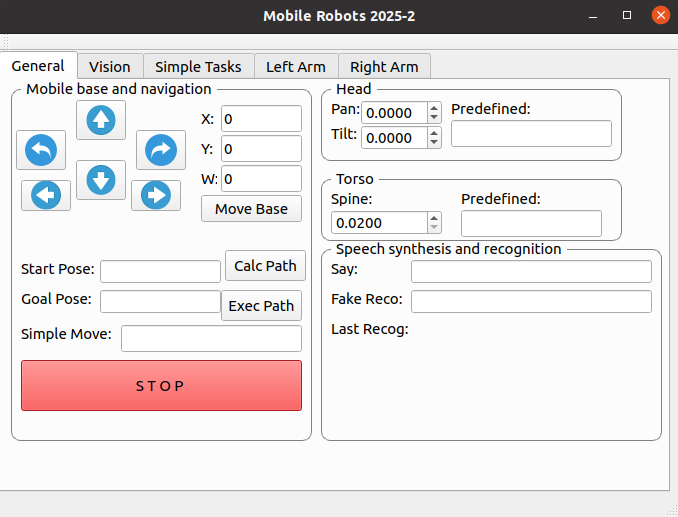 Mobile Robots 2025-2
General Vision Simple Tasks Left Arm Right Arm
Mobile base and navigation
X: 0
Y: 0
W: 0
Move Base
Start Pose:
Calc Path
Goal Pose:
Exec Path
Simple Move:
S T O P
Head
Pan: 0.0000 Predefined:
Tilt: 0.0000
Torso
Spine: Predefined:
0.0200
Speech synthesis and recognition
Say:
Fake Reco:
Last Recog: